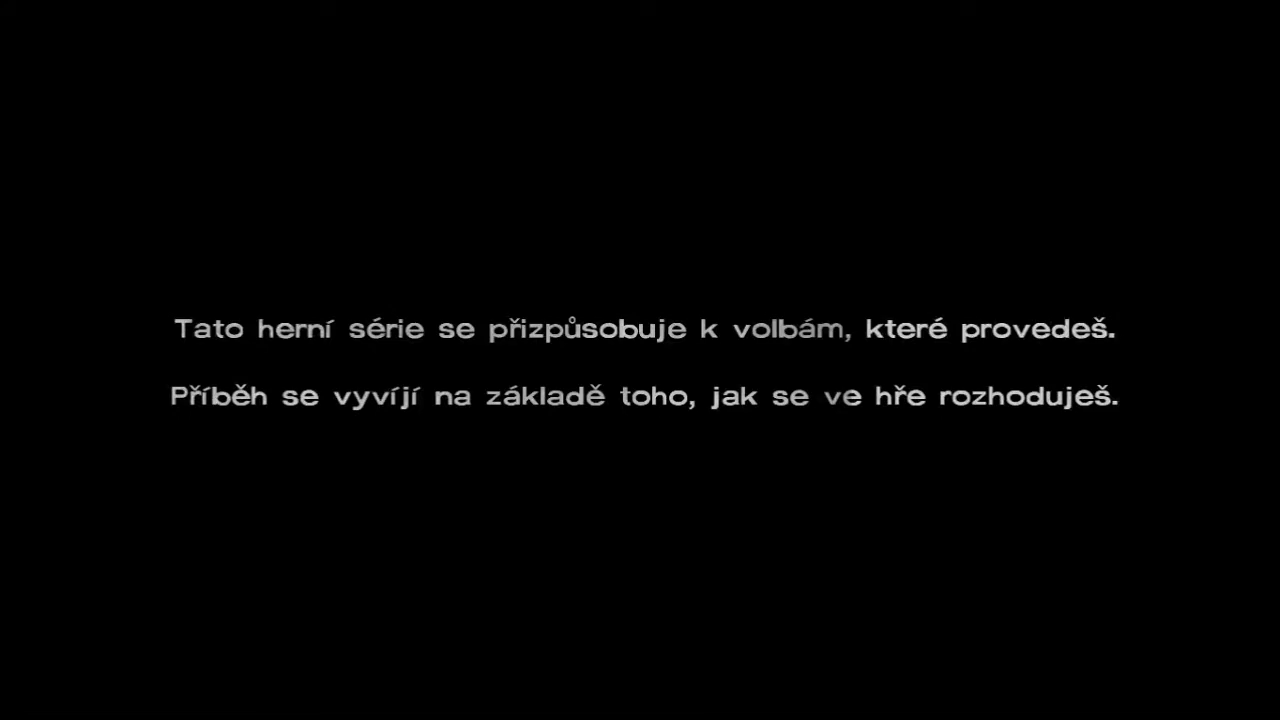 Tato herní série se přizpůsobuje k volbám, které provedeš.
Příběh se vyvíjí na základě toho, jak se ve hře rozhoduješ.